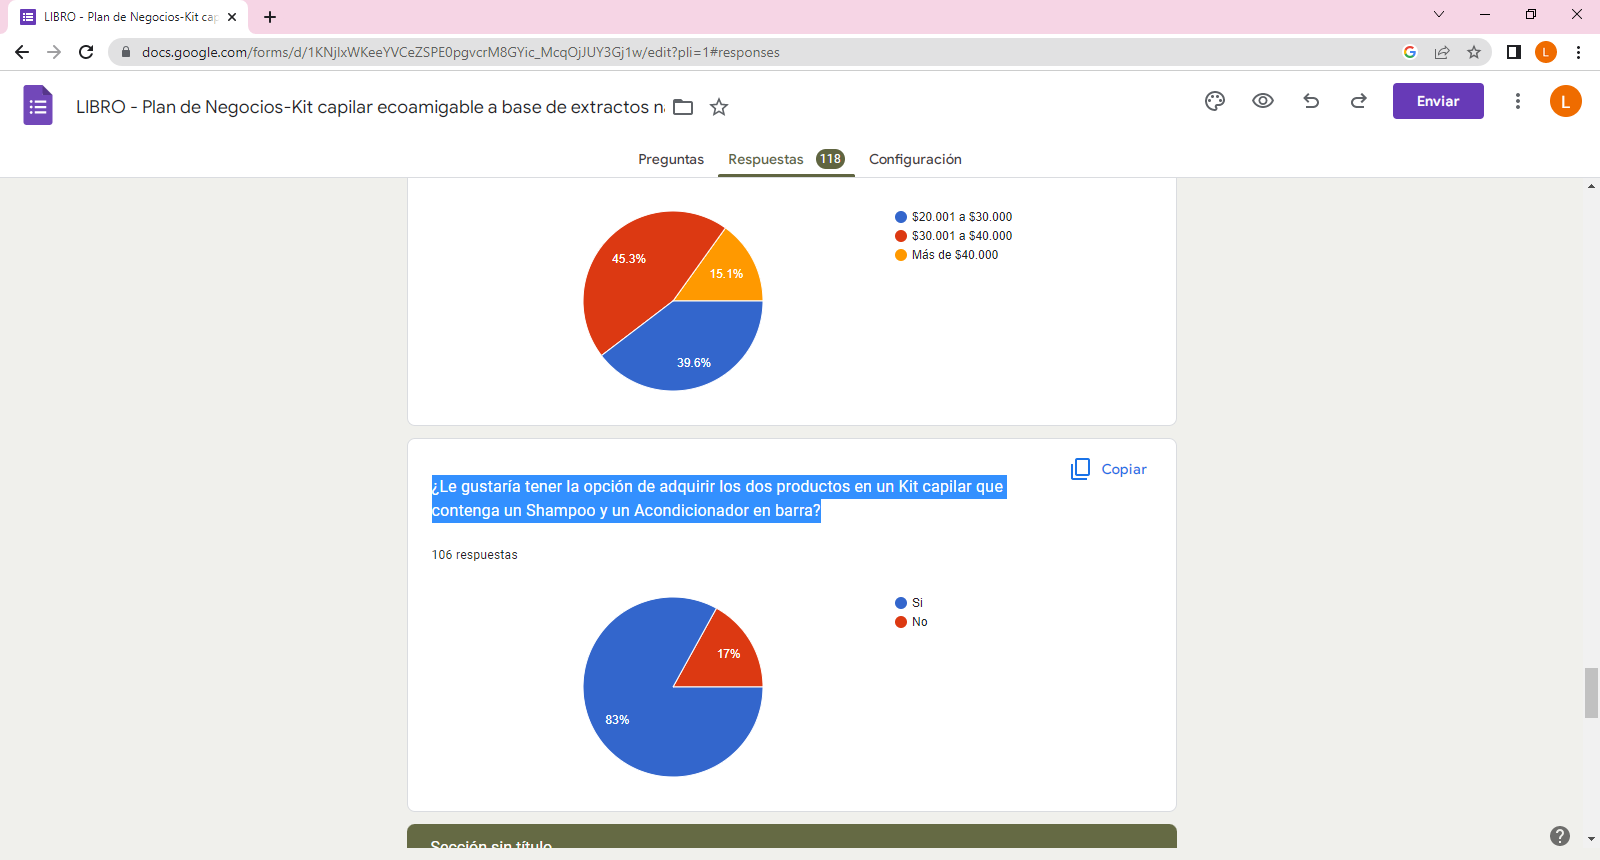 LIBRO - Plan de Negocios-Kit cap
docs.google.com/forms/d/1KNjlxWKeeYVCeZSPE0pgvcrM8GYic_McqOjJUY3Gj1w/edit?pli=1#responses
L
LIBRO - Plan de Negocios-Kit capilar ecoamigable a base de extractos n
Enviar
L
Preguntas Respuestas 118 Configuración
$20.001 a $30.000
$30.001 a $40.000
Más de $40.000
45.3%
15.1%
39.6%
Copiar
¿Le gustaría tener la opción de adquirir los dos productos en un Kit capilar que
contenga un Shampoo y un Acondicionador en barra?
106 respuestas
Si
No
17%
83%
Sección sin título